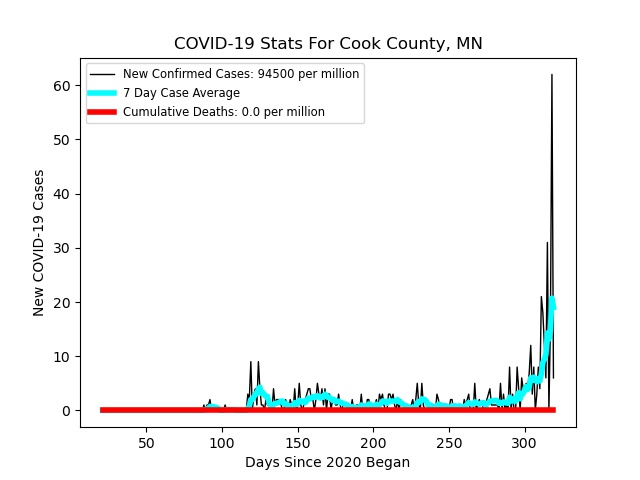 COVID-19 Stats For Cook County, MN
New Confirmed Cases: 94500 per million
7 Day Case Average
Cumulative Deaths: 0.0 per million
New COVID-19 Cases
60
50
40
30
20
10
0
50 100 150 200 250 300
Days Since 2020 Began